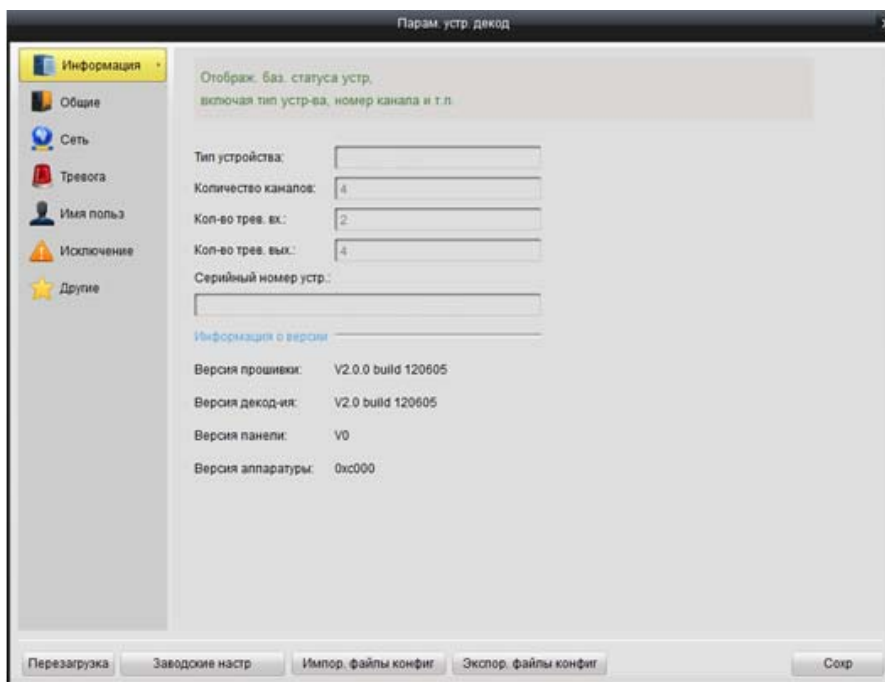 Парам. устр. декод
Информация
Общие
Сеть
Тревога
Имя польз
Исключение
Другие
Отображ. баз. статуса устр,
включая тип устр-ва, номер канала и т.п.
Тип устройства:
Количество каналов: 4
Кол-во трев. вх.: 2
Кол-во трев. вых.: 4
Серийный номер устр.:
Информация о версии
Версия прошивки: V2.0.0 build 120605
Версия декод-ия: V2.0 build 120605
Версия панели: V0
Версия аппаратуры: 0xc000
Перезагрузка Заводские настр Импор. файлы конфиг Экспор. файлы конфиг Сохр